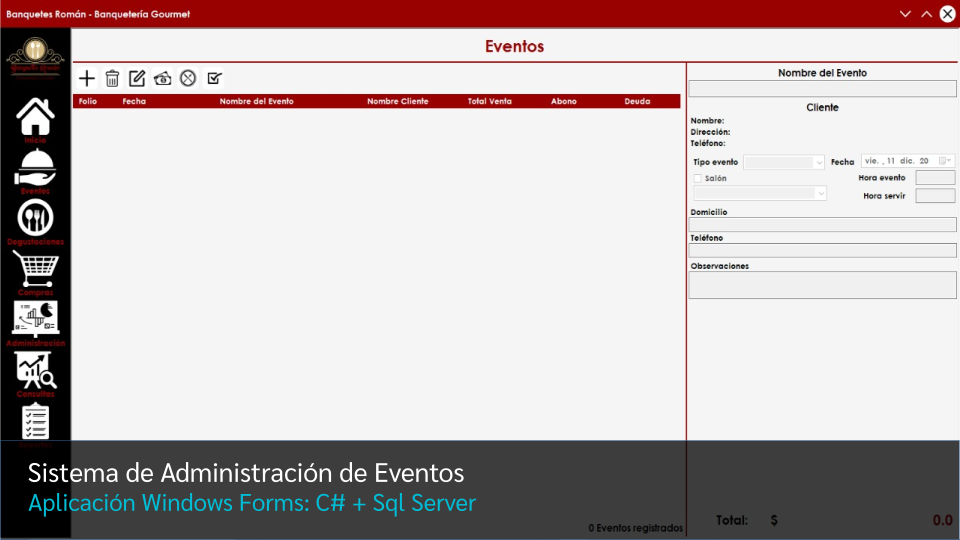 Banquetes Román - Banquetería Gourmet
Eventos
Folio Fecha Nombre del Evento Nombre Cliente Total Venta Abono Deuda
Inicio
Eventos
Degustaciones
Compras
Administración
Consultas
Nombre del Evento
Cliente
Nombre:
Dirección:
Teléfono:
Tipo evento Fecha vie. , 11 dic. 20
Salón Hora evento
Hora servir
Domicilio
Teléfono
Observaciones
Sistema de Administración de Eventos
Aplicación Windows Forms: C# + Sql Server
0 Eventos registrados
Total: $ 0.0